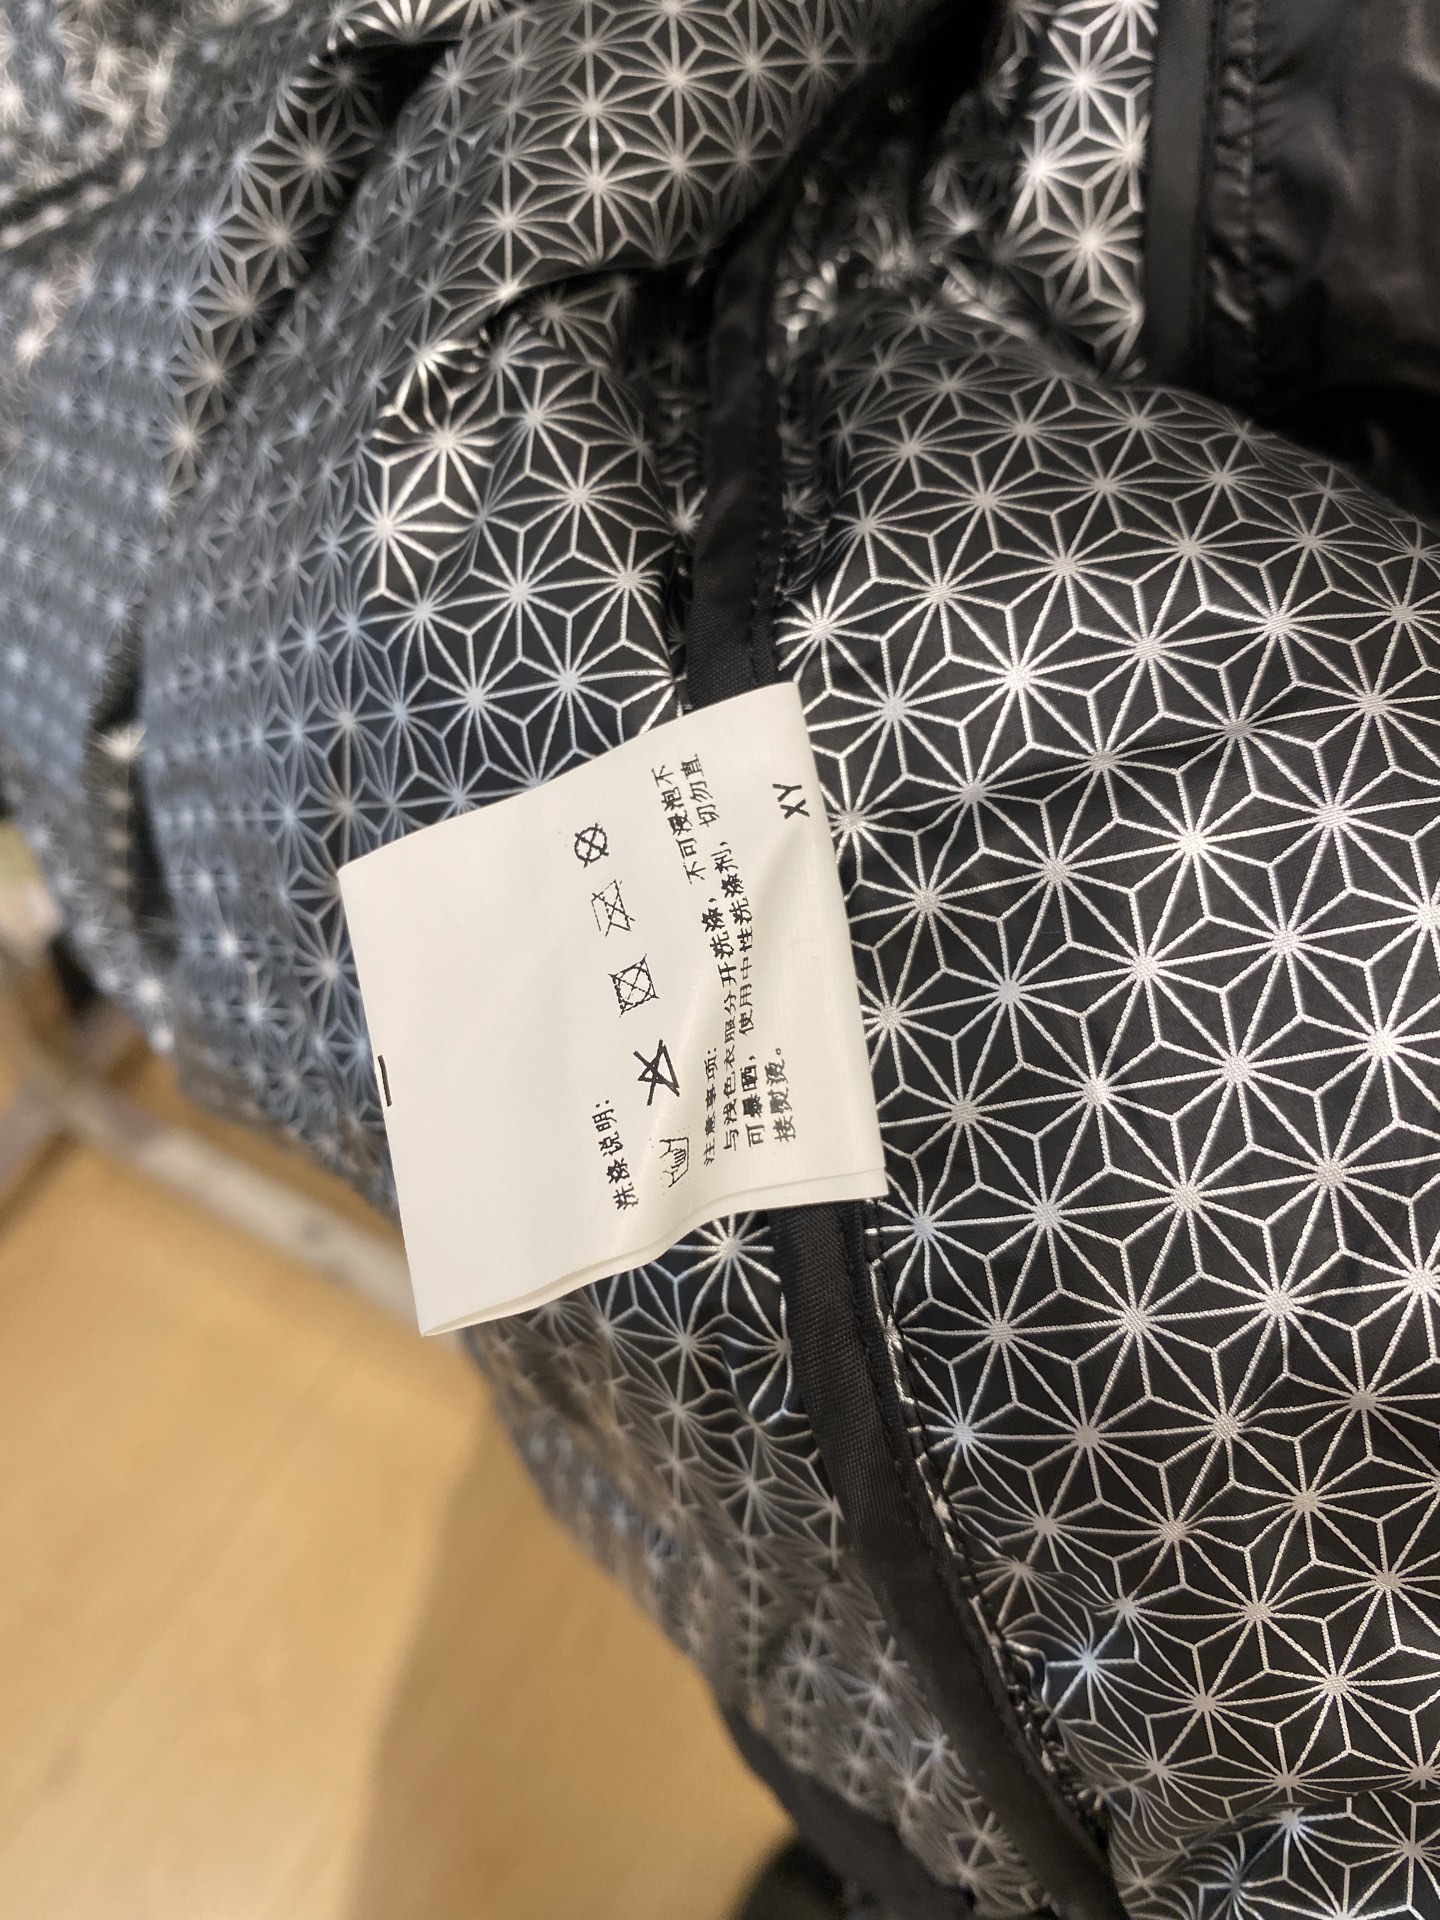 洗涤说明:
注意事项:
与浅色衣服分开洗涤, 不可浸泡不
可暴晒, 使用中性洗涤剂, 切勿直
接熨烫。
XY